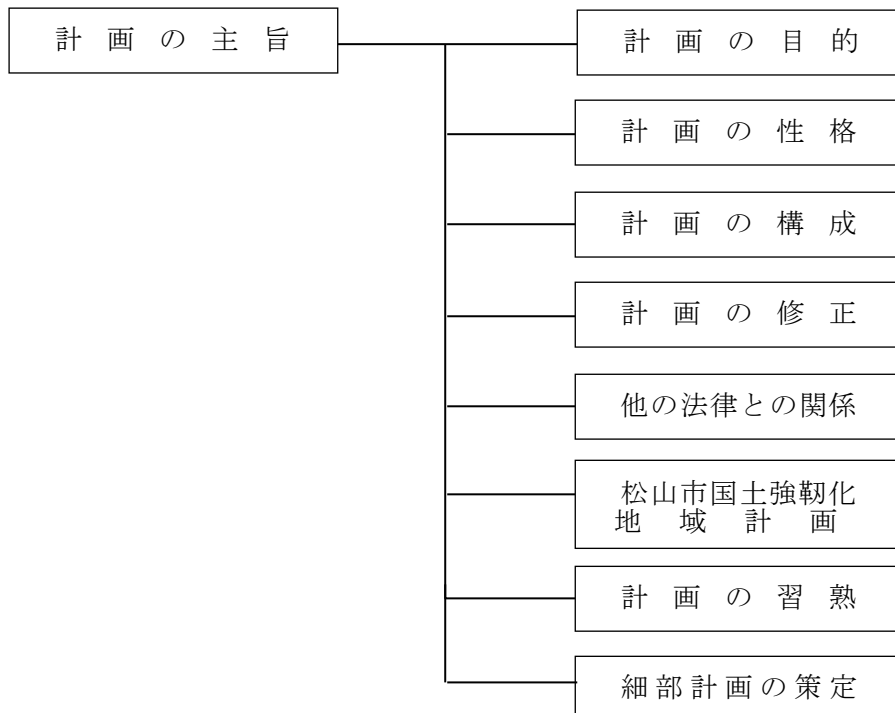 計画の主旨
計画の目的
計画の性格
計画の構成
計画の修正
他の法律との関係
松山市国土強靭化
地域計画
計画の習熟
細部計画の策定